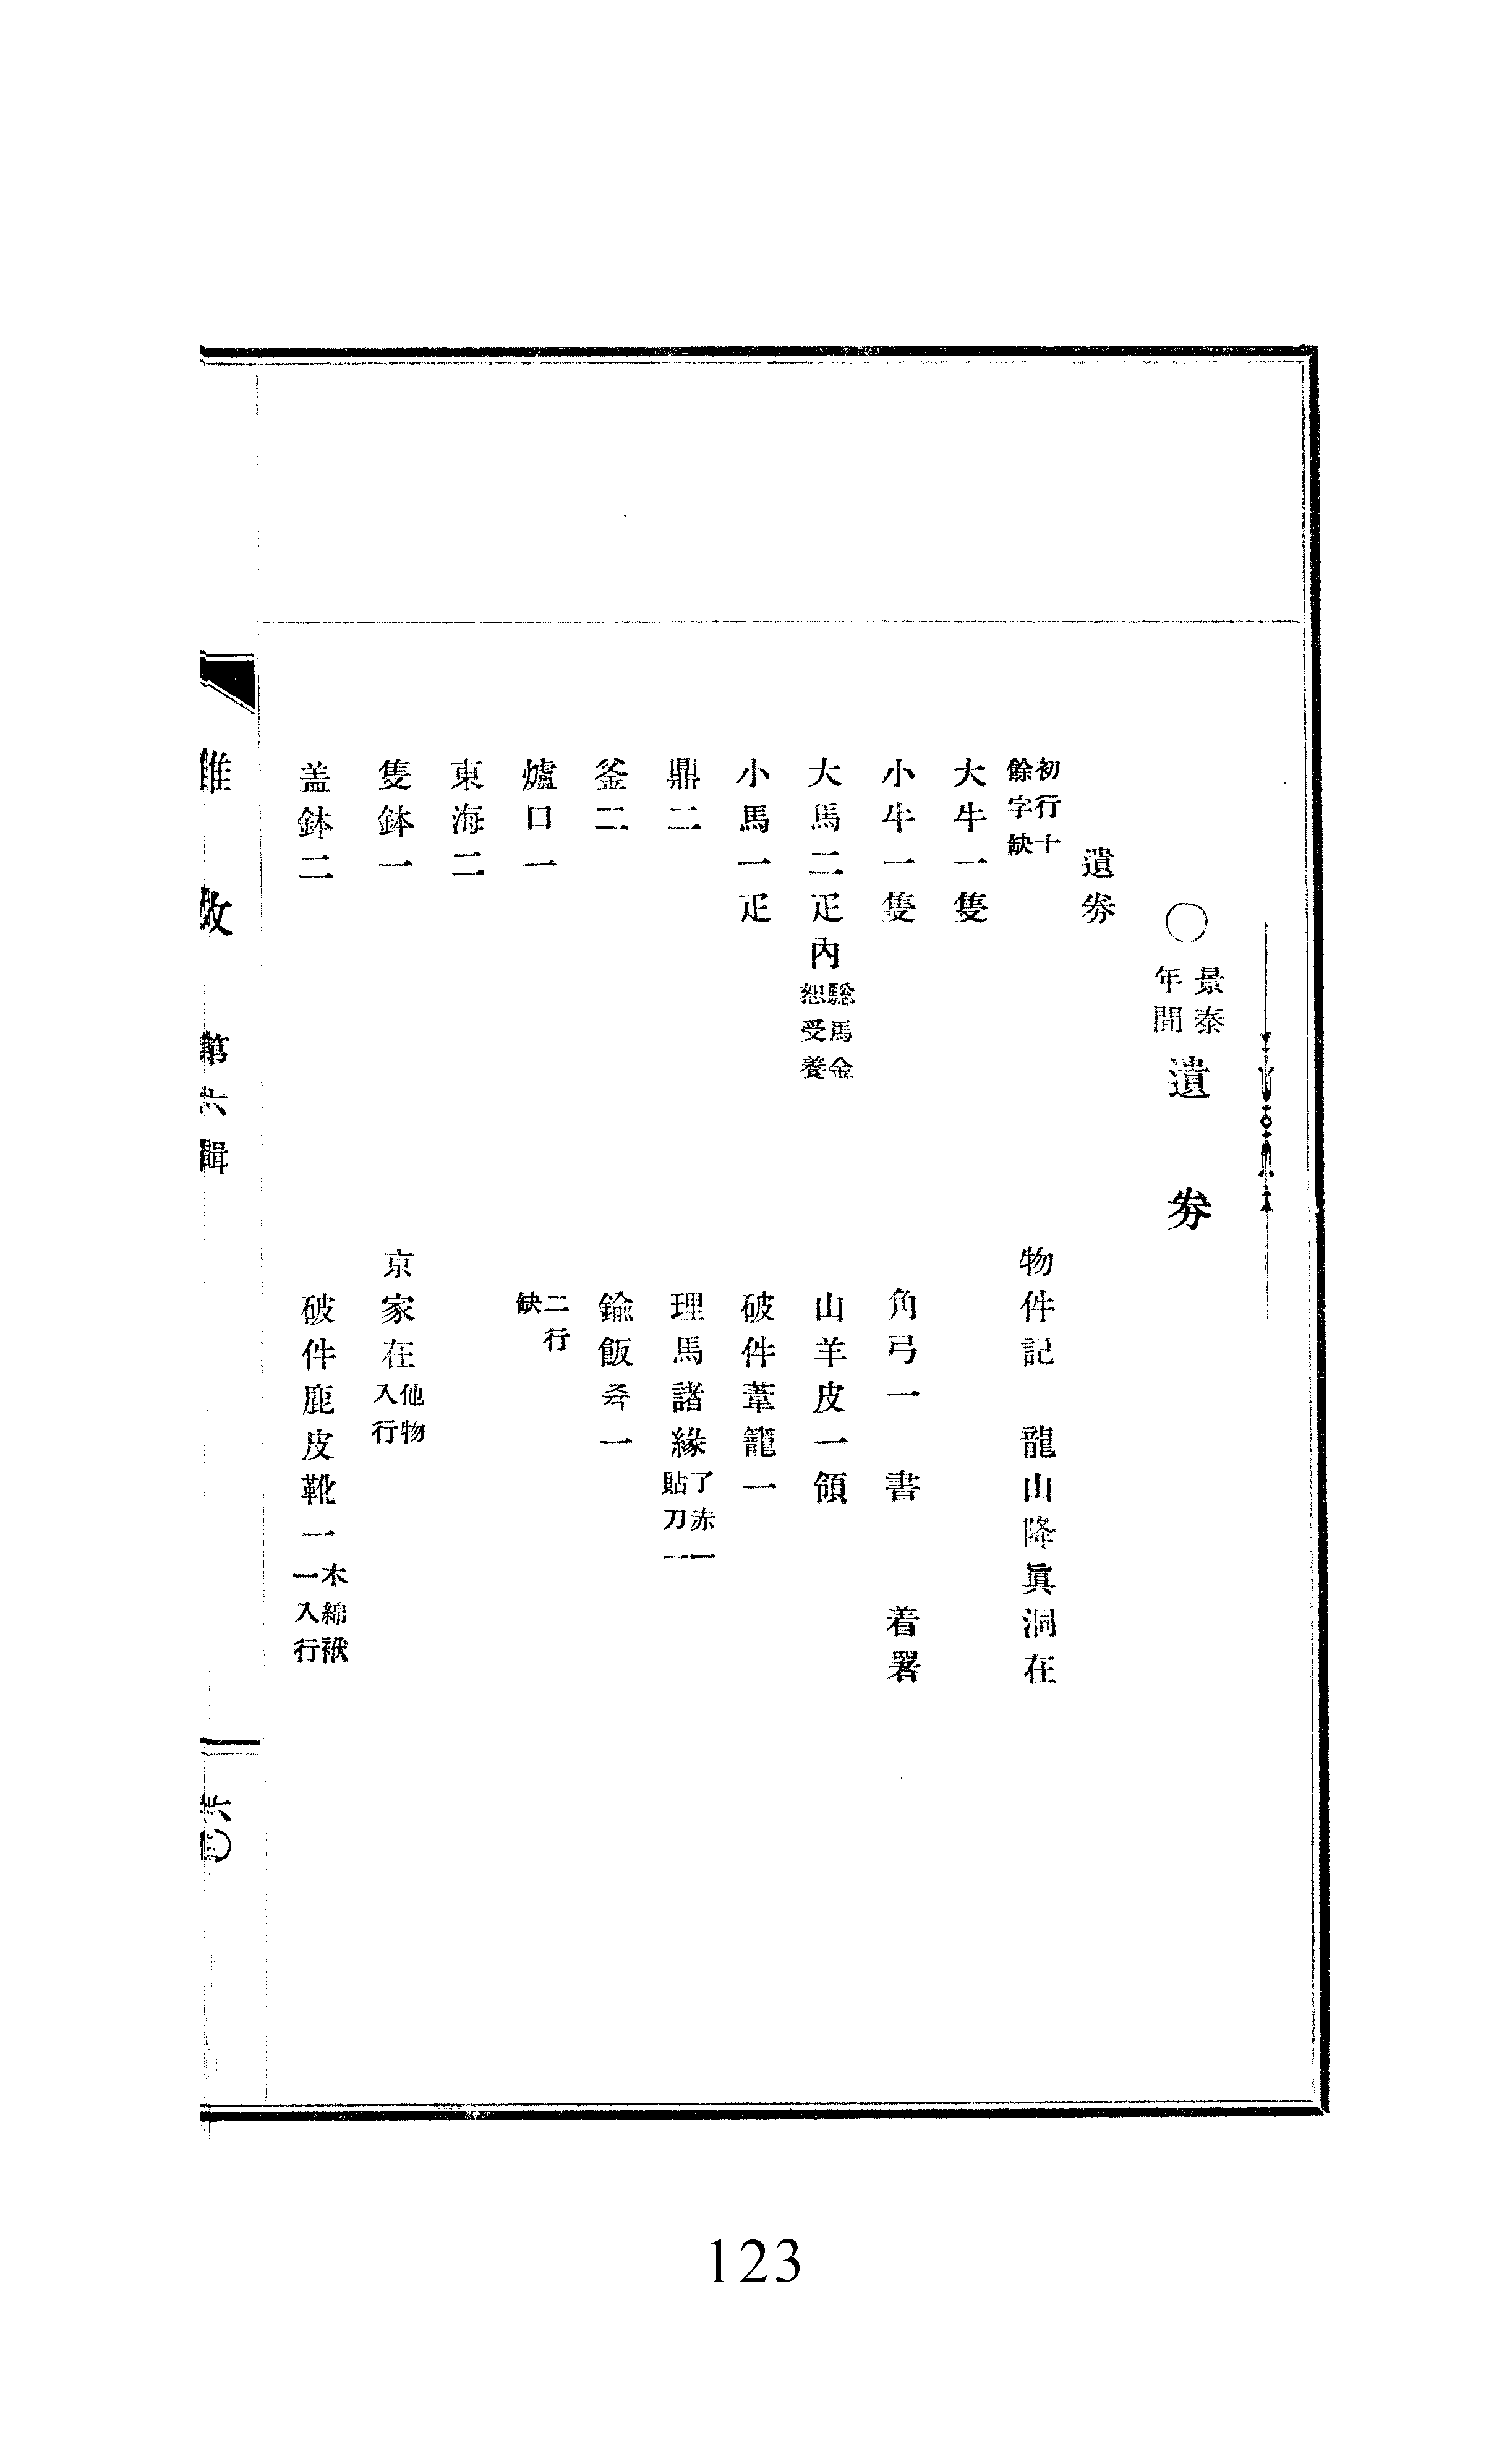 〇景泰年間遺劵
遺劵
初行十餘字缺 物件記 龍山降眞洞在
大牛一隻
小牛一隻 角弓一 書 着署
大馬二疋內騘馬金恕受養 山羊皮一領
小馬一疋 破件葦籠一
鼎二 理馬諸緣了赤一貼刀一
釜二 鍮飯 一
爐口一 二行缺
東海二
隻鉢一 京家在他物入行
盖鉢二 破件鹿皮靴一木綿袱一入行
雜攷 第六輯
123